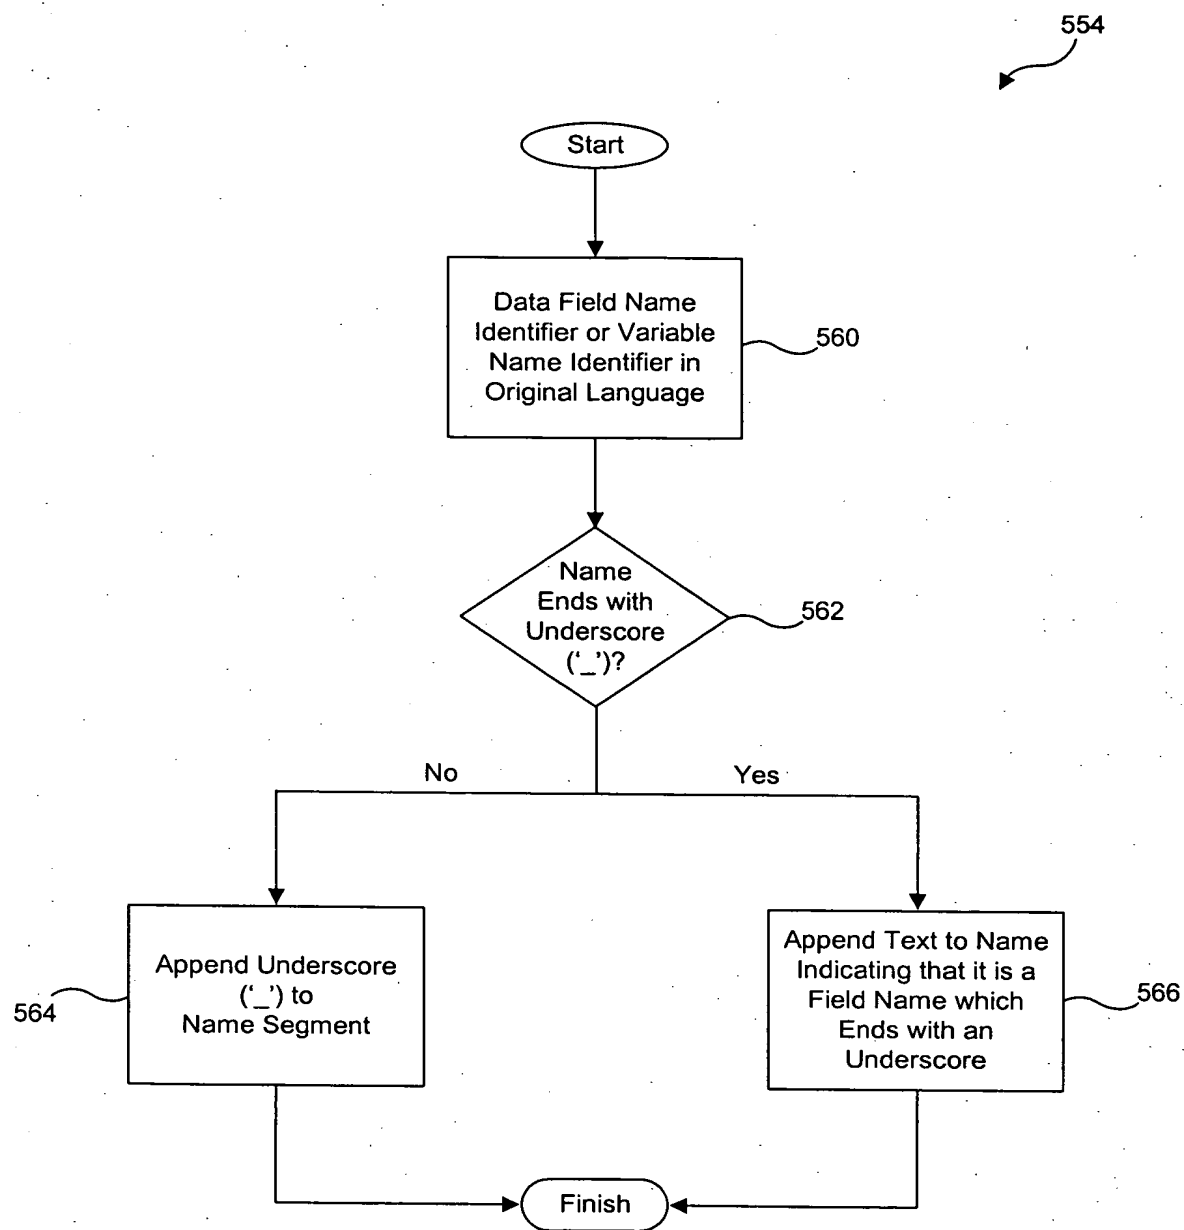 554
Start
Data Field Name
Identifier or Variable
Name Identifier in
Original Language
560
Name
Ends with
Underscore
(‘_’)?
562
No
Yes
Append Underscore
(‘_’) to
Name Segment
564
Append Text to Name
Indicating that it is a
Field Name which
Ends with an
Underscore
566
Finish